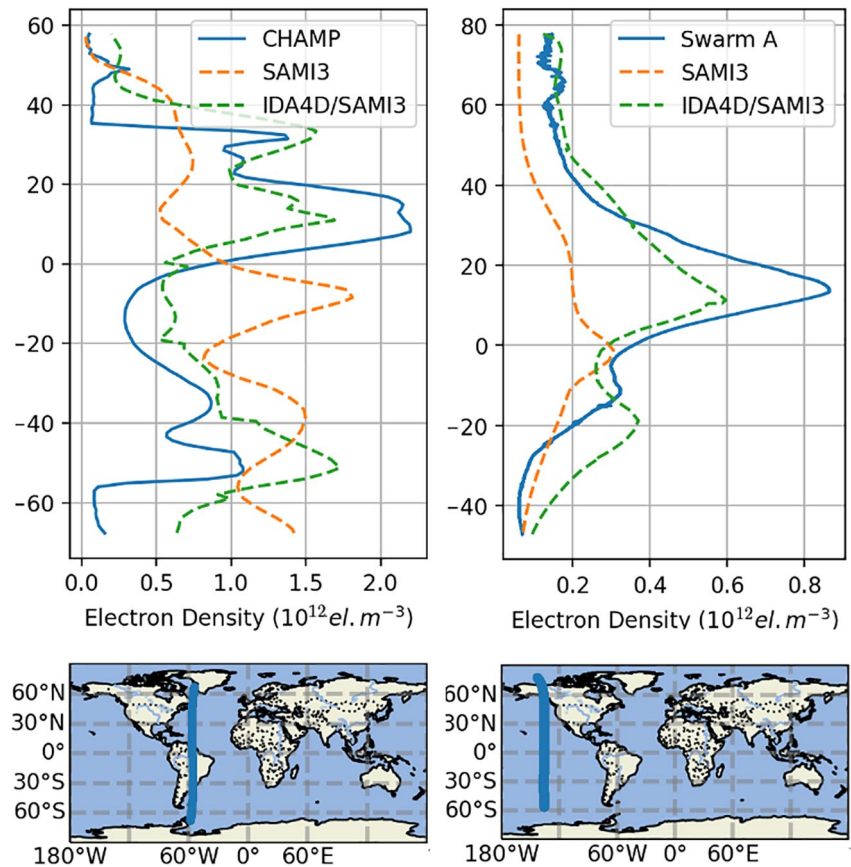 60
40
20
0
−20
−40
−60
CHAMP
SAMI3
IDA4D/SAMI3
0.0 0.5 1.0 1.5 2.0
Electron Density (10¹²el.m⁻³)
80
60
40
20
0
−20
−40
Swarm A
SAMI3
IDA4D/SAMI3
0.2 0.4 0.6 0.8
Electron Density (10¹²el.m⁻³)
60°N
30°N
0°
30°S
60°S
180°W 60°W 0° 60°E
60°N
30°N
0°
30°S
60°S
180°W 60°W 0° 60°E